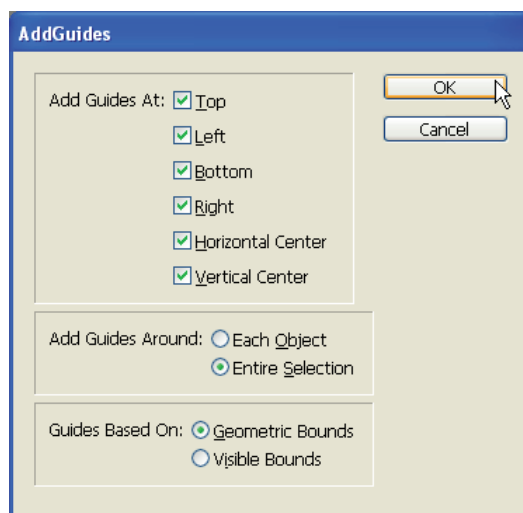 AddGuides
Add Guides At: Top
OK
Left
Cancel
Bottom
Right
Horizontal Center
Vertical Center
Add Guides Around: Each Object
Entire Selection
Guides Based On: Geometric Bounds
Visible Bounds